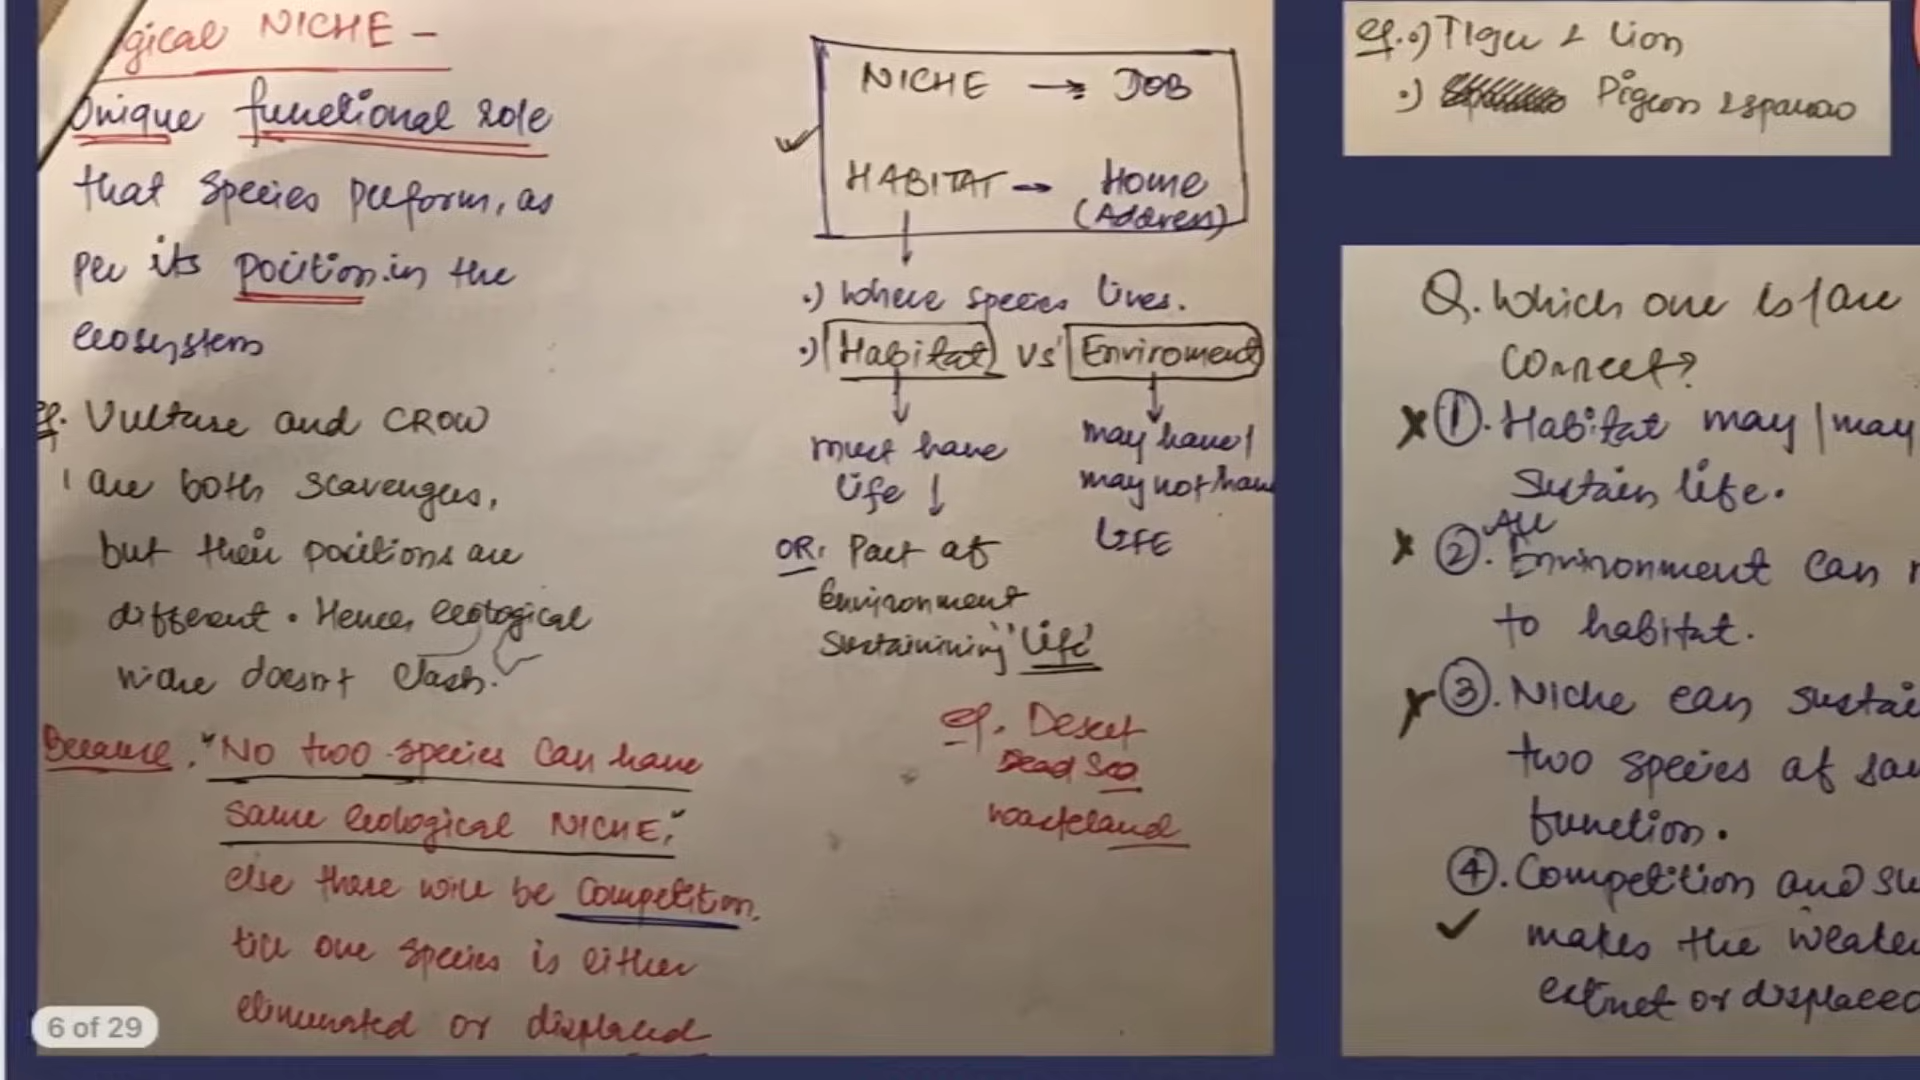 gical NICHE -
Unique functional role
that species perform, as
per its position in the
ecosystem
eg. Vulture and CROW
are both scavengers,
but their positions are
different. Hence, ecological
niche doesn't clash.
Because, "No two species can have
same ecological NICHE,"
else there will be Competition,
till one species is either
eliminated or displaced
6 of 29
NICHE → JOB
HABITAT → Home
(Address)
.) Where species lives.
.) Habitat vs Enviroment
must have
life
may have/
may not have
LIFE
OR, Part of
Environment
sustainining 'life'
eg. Desert
Dead Sea
wasteland
eg. .) Tiger & Lion
.) Pigeon & sparrow
Q. Which one is/are
correct?
✗ ①. Habitat may/may
sustain life.
✗ ②. All Environment can
to habitat.
✗ ③. Niche can
two species of
function.
④. Competition and
✓ makes the
extinct or displaced